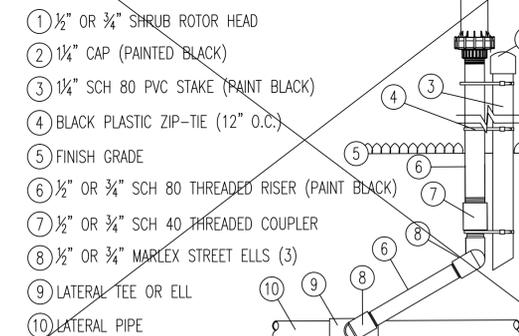 ① ½" OR ¾" SHRUB ROTOR HEAD
② 1¼" CAP (PAINTED BLACK)
③ 1¼" SCH 80 PVC STAKE (PAINT BLACK)
④ BLACK PLASTIC ZIP-TIE (12" O.C.)
⑤ FINISH GRADE
⑥ ½" OR ¾" SCH 80 THREADED RISER (PAINT BLACK)
⑦ ½" OR ¾" SCH 40 THREADED COUPLER
⑧ ½" OR ¾" MARLEX STREET ELLS (3)
⑨ LATERAL TEE OR ELL
⑩ LATERAL PIPE
3
4
5
6
7
8
6
10
9
8